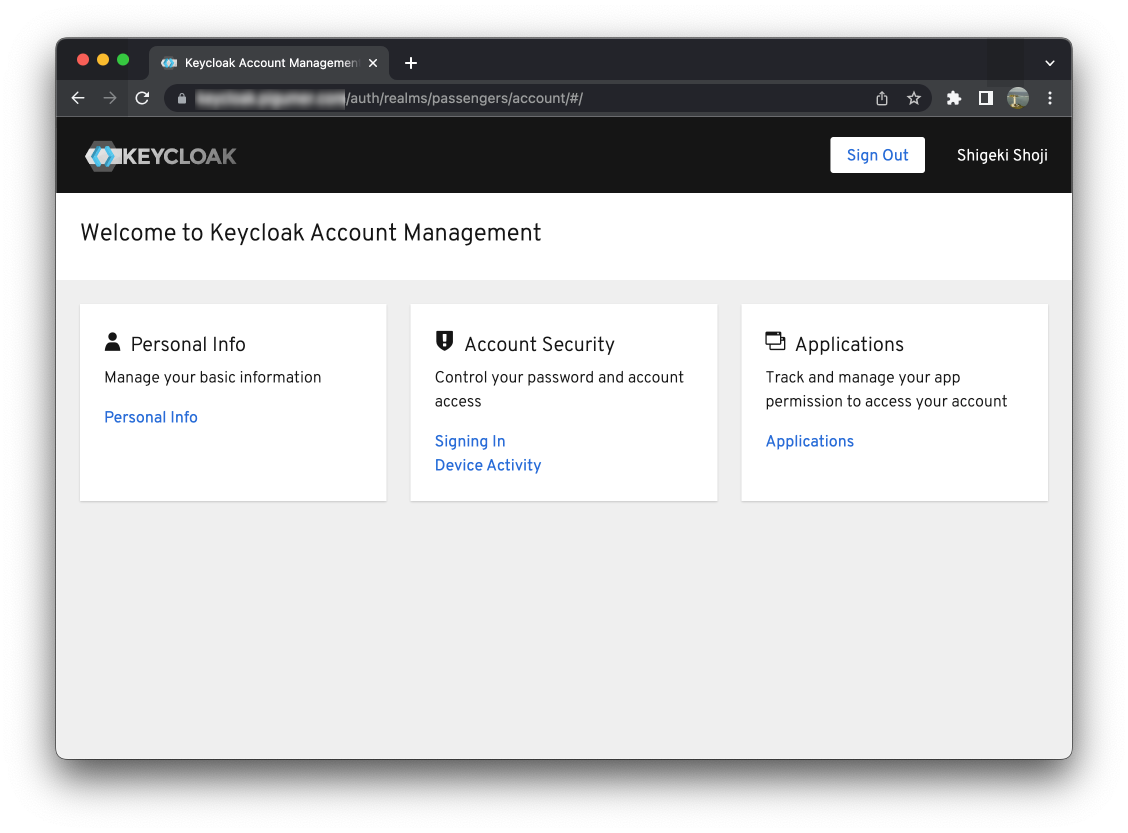 Keycloak Account Managemen
/auth/realms/passengers/account/#/
KEYCLOAK
Sign Out
Shigeki Shoji
Welcome to Keycloak Account Management
Personal Info
Manage your basic information
Personal Info
Account Security
Control your password and account
access
Signing In
Device Activity
Applications
Track and manage your app
permission to access your account
Applications